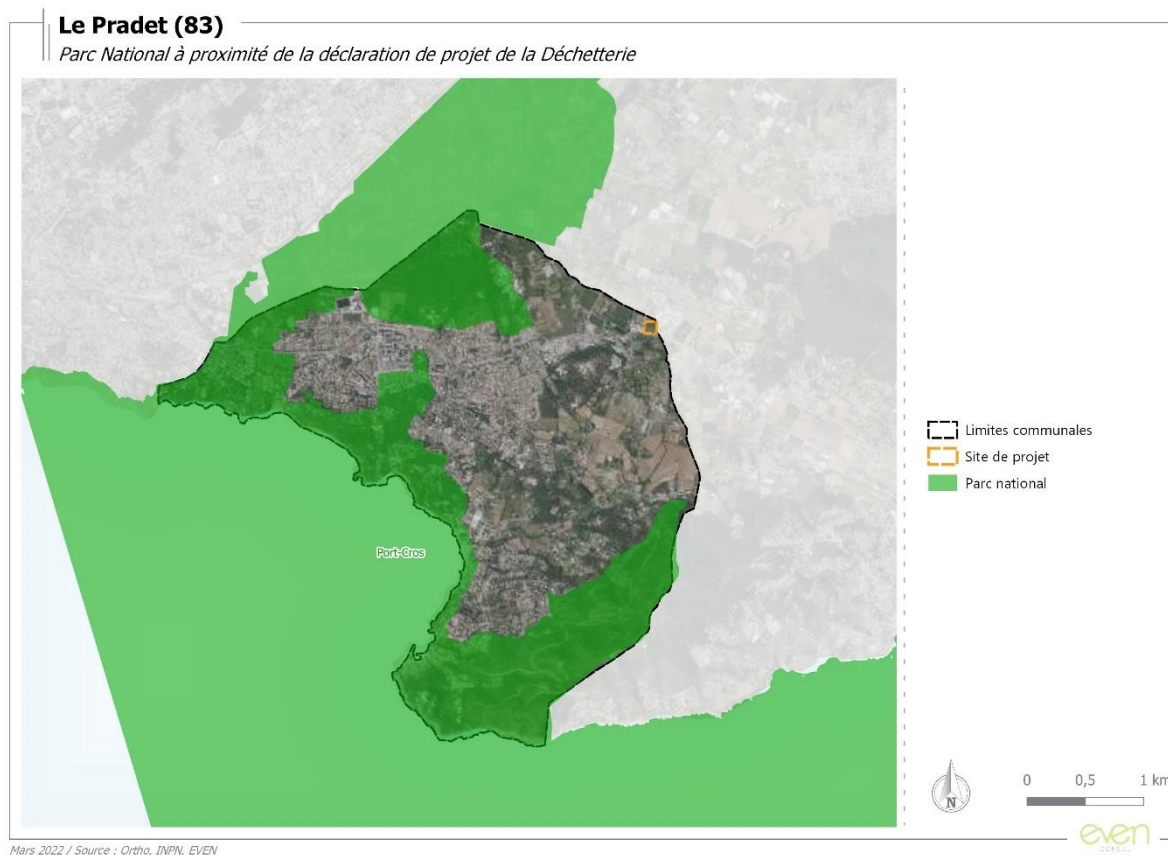 Le Pradet (83)
Parc National à proximité de la déclaration de projet de la Déchetterie
Port-Cros
Limites communales
Site de projet
Parc national
N
0 0,5 1 km
even
CONSEIL
Mars 2022 / Source : Ortho, INPN, EVEN